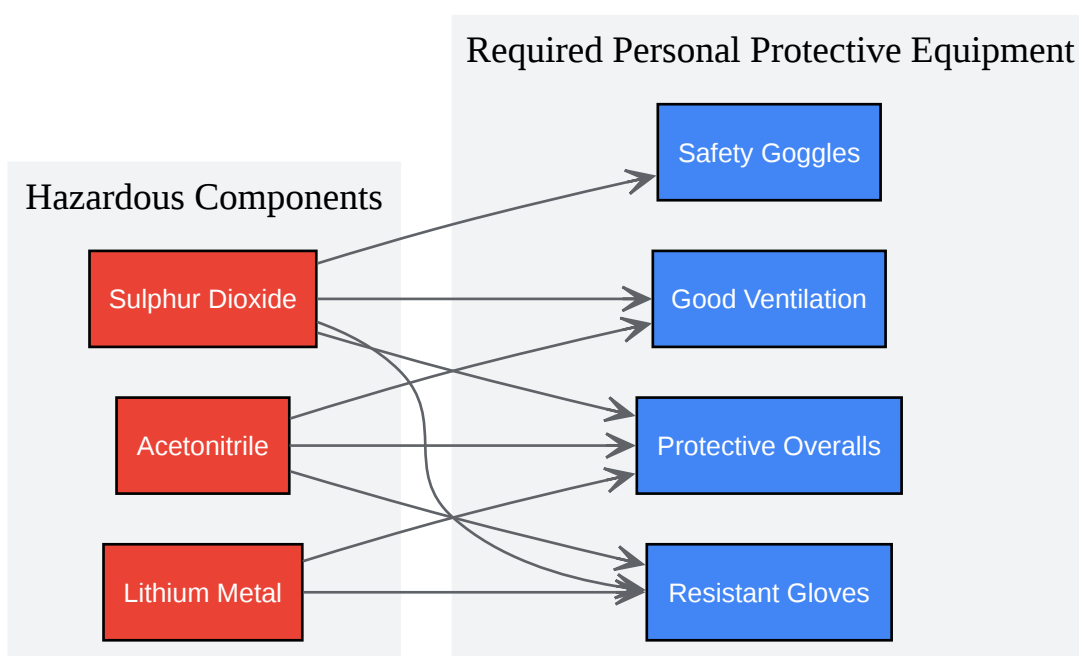 Required Personal Protective Equipment
Safety Goggles
Hazardous Components
Sulphur Dioxide
Good Ventilation
Acetonitrile
Protective Overalls
Lithium Metal
Resistant Gloves